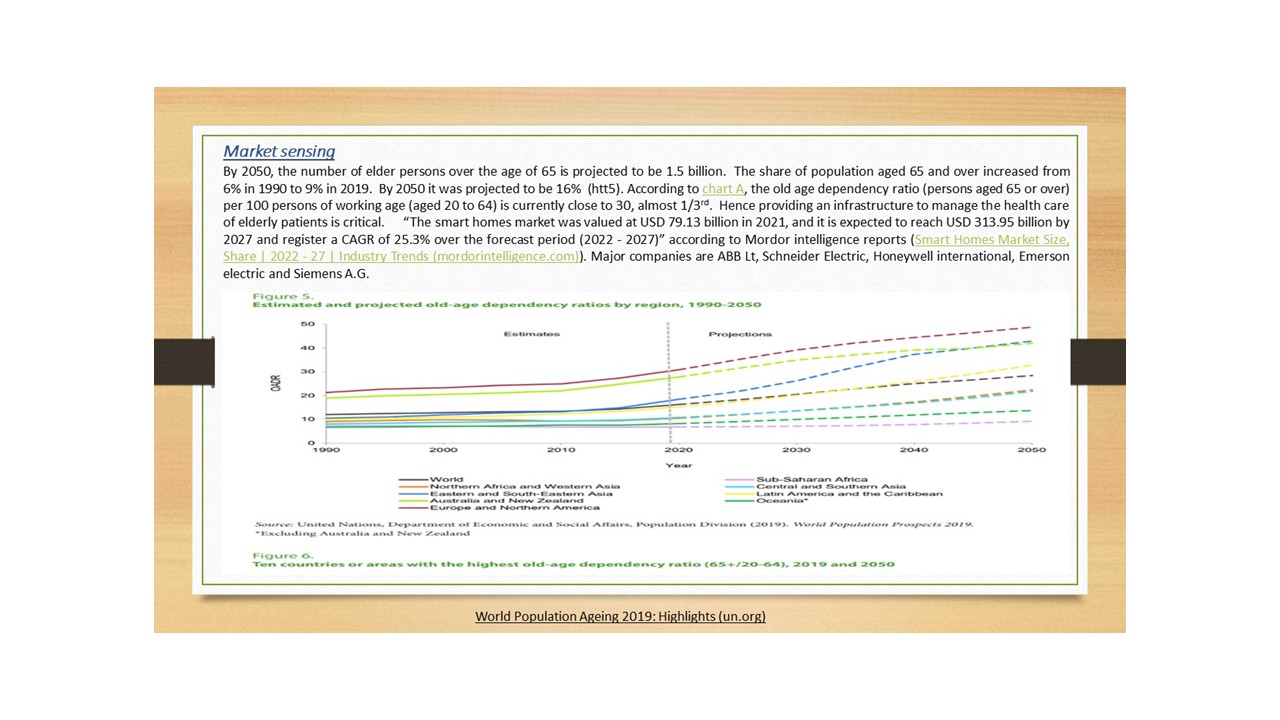 Market sensing
By 2050, the number of elder persons over the age of 65 is projected to be 1.5 billion.  The share of population aged 65 and over increased from
6% in 1990 to 9% in 2019.  By 2050 it was projected to be 16%  (htt5). According to chart A, the old age dependency ratio (persons aged 65 or over)
per 100 persons of working age (aged 20 to 64) is currently close to 30, almost 1/3rd.  Hence providing an infrastructure to manage the health care
of elderly patients is critical.     “The smart homes market was valued at USD 79.13 billion in 2021, and it is expected to reach USD 313.95 billion by
2027 and register a CAGR of 25.3% over the forecast period (2022 - 2027)” according to Mordor intelligence reports (Smart Homes Market Size,
Share | 2022 - 27 | Industry Trends (mordorintelligence.com)). Major companies are ABB Lt, Schneider Electric, Honeywell international, Emerson
electric and Siemens A.G.
Figure 5.
Estimated and projected old-age dependency ratios by region, 1990-2050
50
Estimates
Projections
40
30
OADR
20
10
0
1990 2000 2010 2020 2030 2040 2050
Year
World
Northern Africa and Western Asia
Eastern and South-Eastern Asia
Australia and New Zealand
Europe and Northern America
Sub-Saharan Africa
Central and Southern Asia
Latin America and the Caribbean
Oceania*
Source: United Nations, Department of Economic and Social Affairs, Population Division (2019). World Population Prospects 2019.
*Excluding Australia and New Zealand
Figure 6.
Ten countries or areas with the highest old-age dependency ratio (65+/20-64), 2019 and 2050
World Population Ageing 2019: Highlights (un.org)